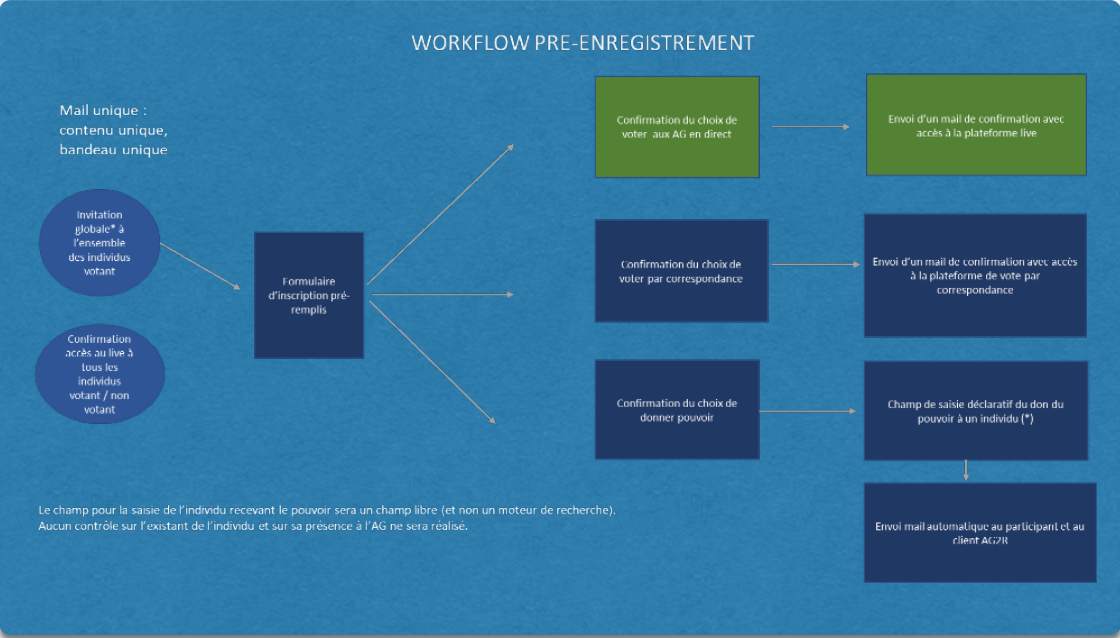 WORKFLOW PRE-ENREGISTREMENT
Mail unique :
contenu unique,
bandeau unique
Invitation
globale* à
l'ensemble
des individus
votant
Confirmation
accès au live à
tous les
individus
votant / non
votant
Formulaire
d'inscription pré-
remplis
Confirmation du choix de
voter aux AG en direct
Envoi d'un mail de confirmation avec
accès à la plateforme live
Confirmation du choix de
voter par correspondance
Envoi d'un mail de confirmation avec accès
à la plateforme de vote par
correspondance
Confirmation du choix de
donner pouvoir
Champ de saisie déclaratif du don du
pouvoir à un individu (*)
Envoi mail automatique au participant et au
client AG2R
Le champ pour la saisie de l'individu recevant le pouvoir sera un champ libre (et non un moteur de recherche).
Aucun contrôle sur l'existant de l'individu et sur sa présence à l'AG ne sera réalisé.